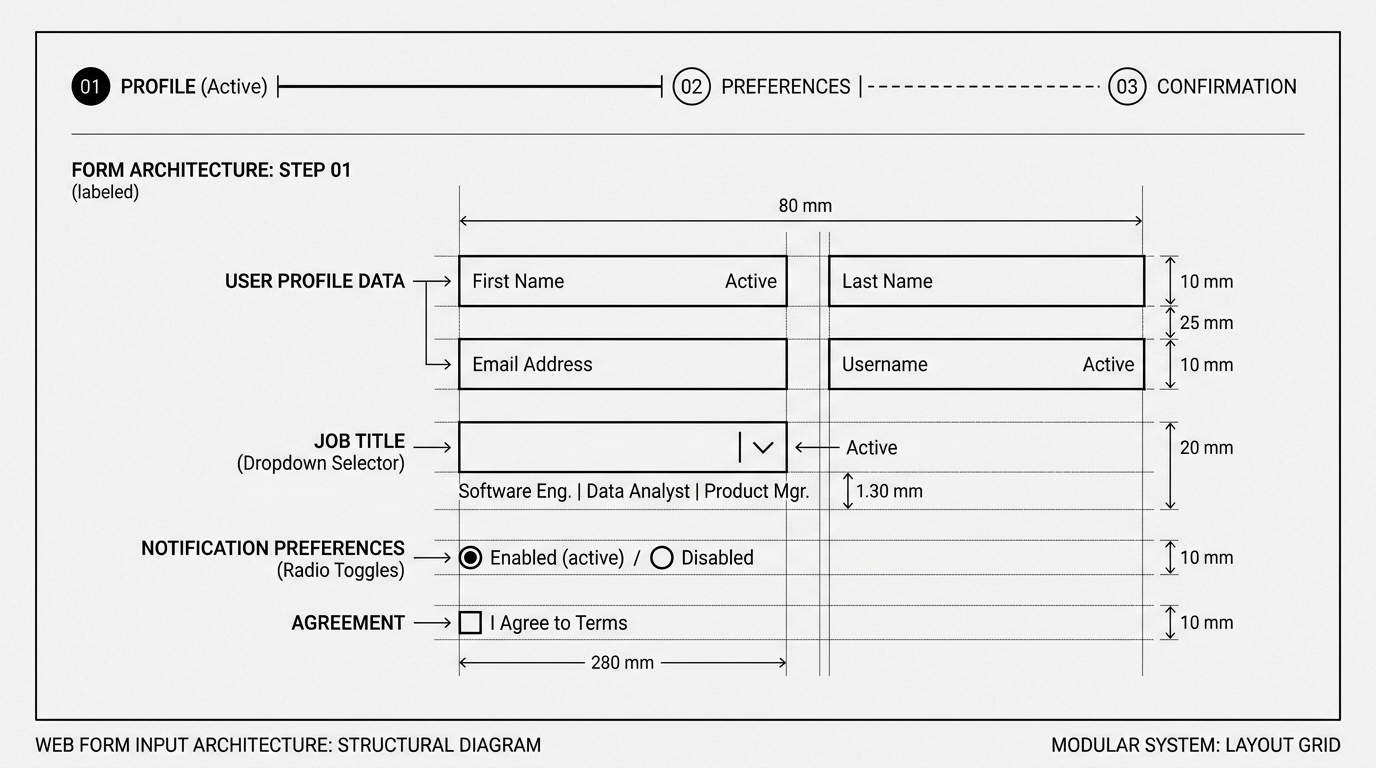 01 PROFILE (Active) 02 PREFERENCES 03 CONFIRMATION
FORM ARCHITECTURE: STEP 01
(labeled)
80 mm
USER PROFILE DATA First Name Active Last Name 10 mm
25 mm
Email Address Username Active 10 mm
JOB TITLE
(Dropdown Selector)
Active 20 mm
Software Eng. | Data Analyst | Product Mgr. 1.30 mm
NOTIFICATION PREFERENCES
(Radio Toggles)
Enabled (active) / Disabled 10 mm
AGREEMENT I Agree to Terms 10 mm
280 mm
WEB FORM INPUT ARCHITECTURE: STRUCTURAL DIAGRAM MODULAR SYSTEM: LAYOUT GRID